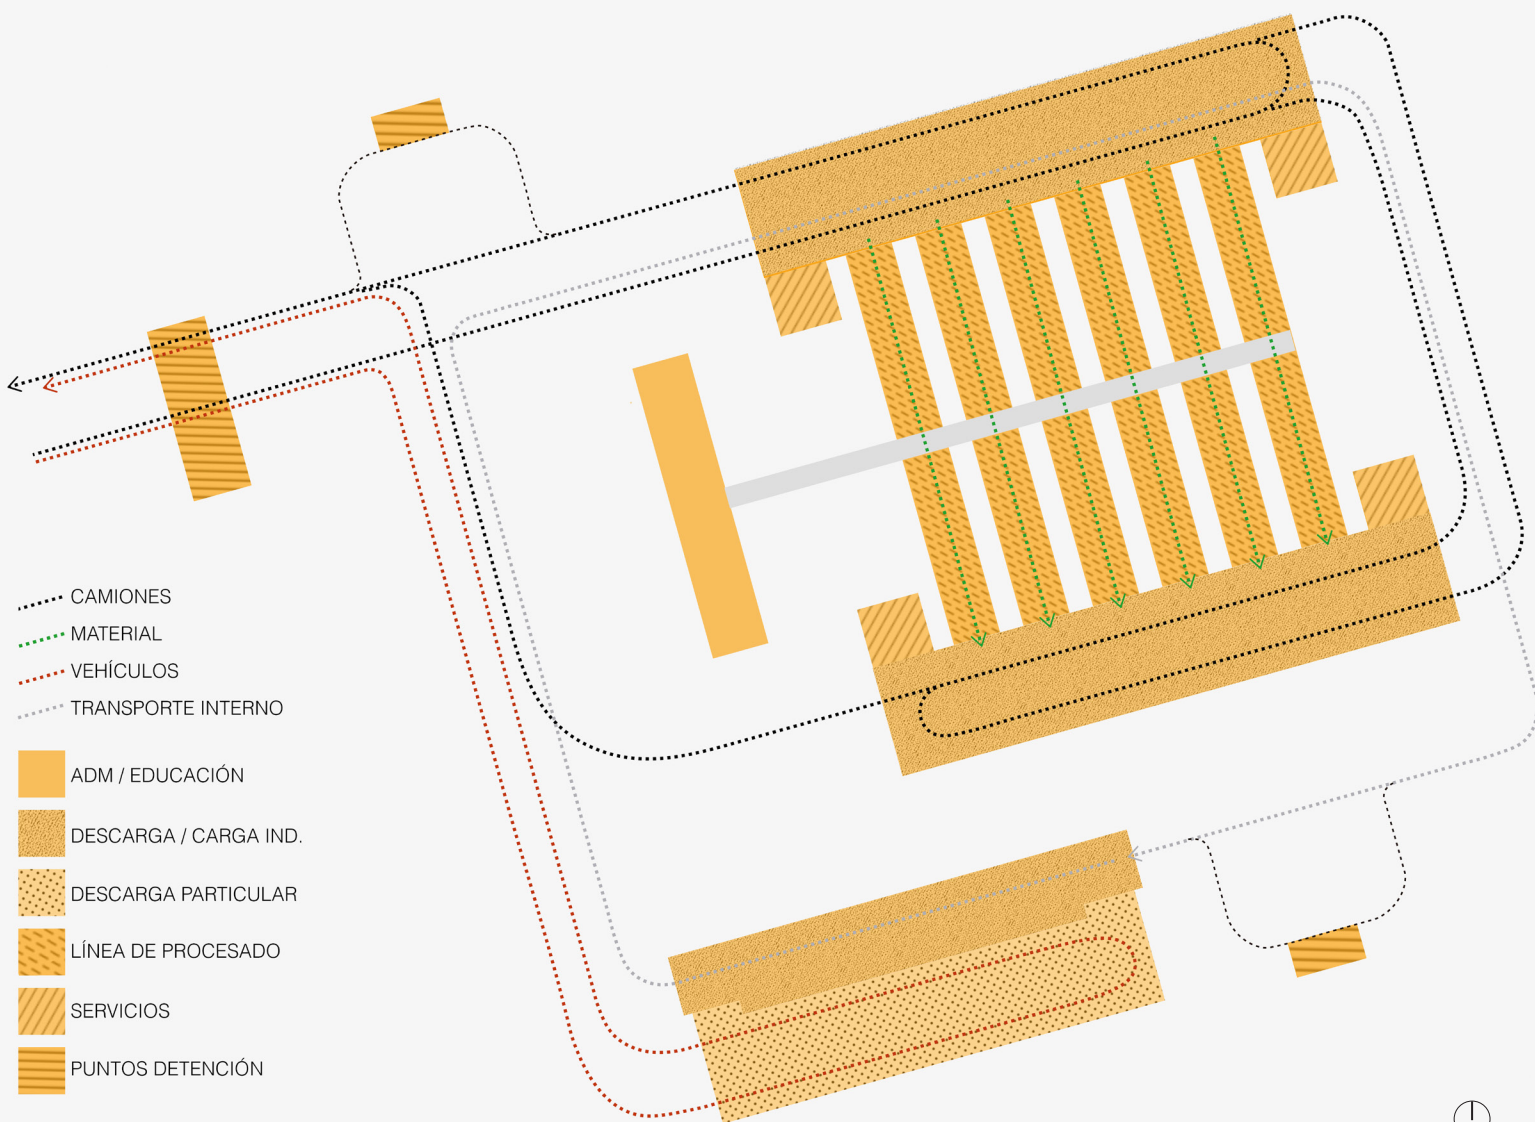 CAMIONES
MATERIAL
VEHÍCULOS
TRANSPORTE INTERNO
ADM / EDUCACIÓN
DESCARGA / CARGA IND.
DESCARGA PARTICULAR
LÍNEA DE PROCESADO
SERVICIOS
PUNTOS DETENCIÓN